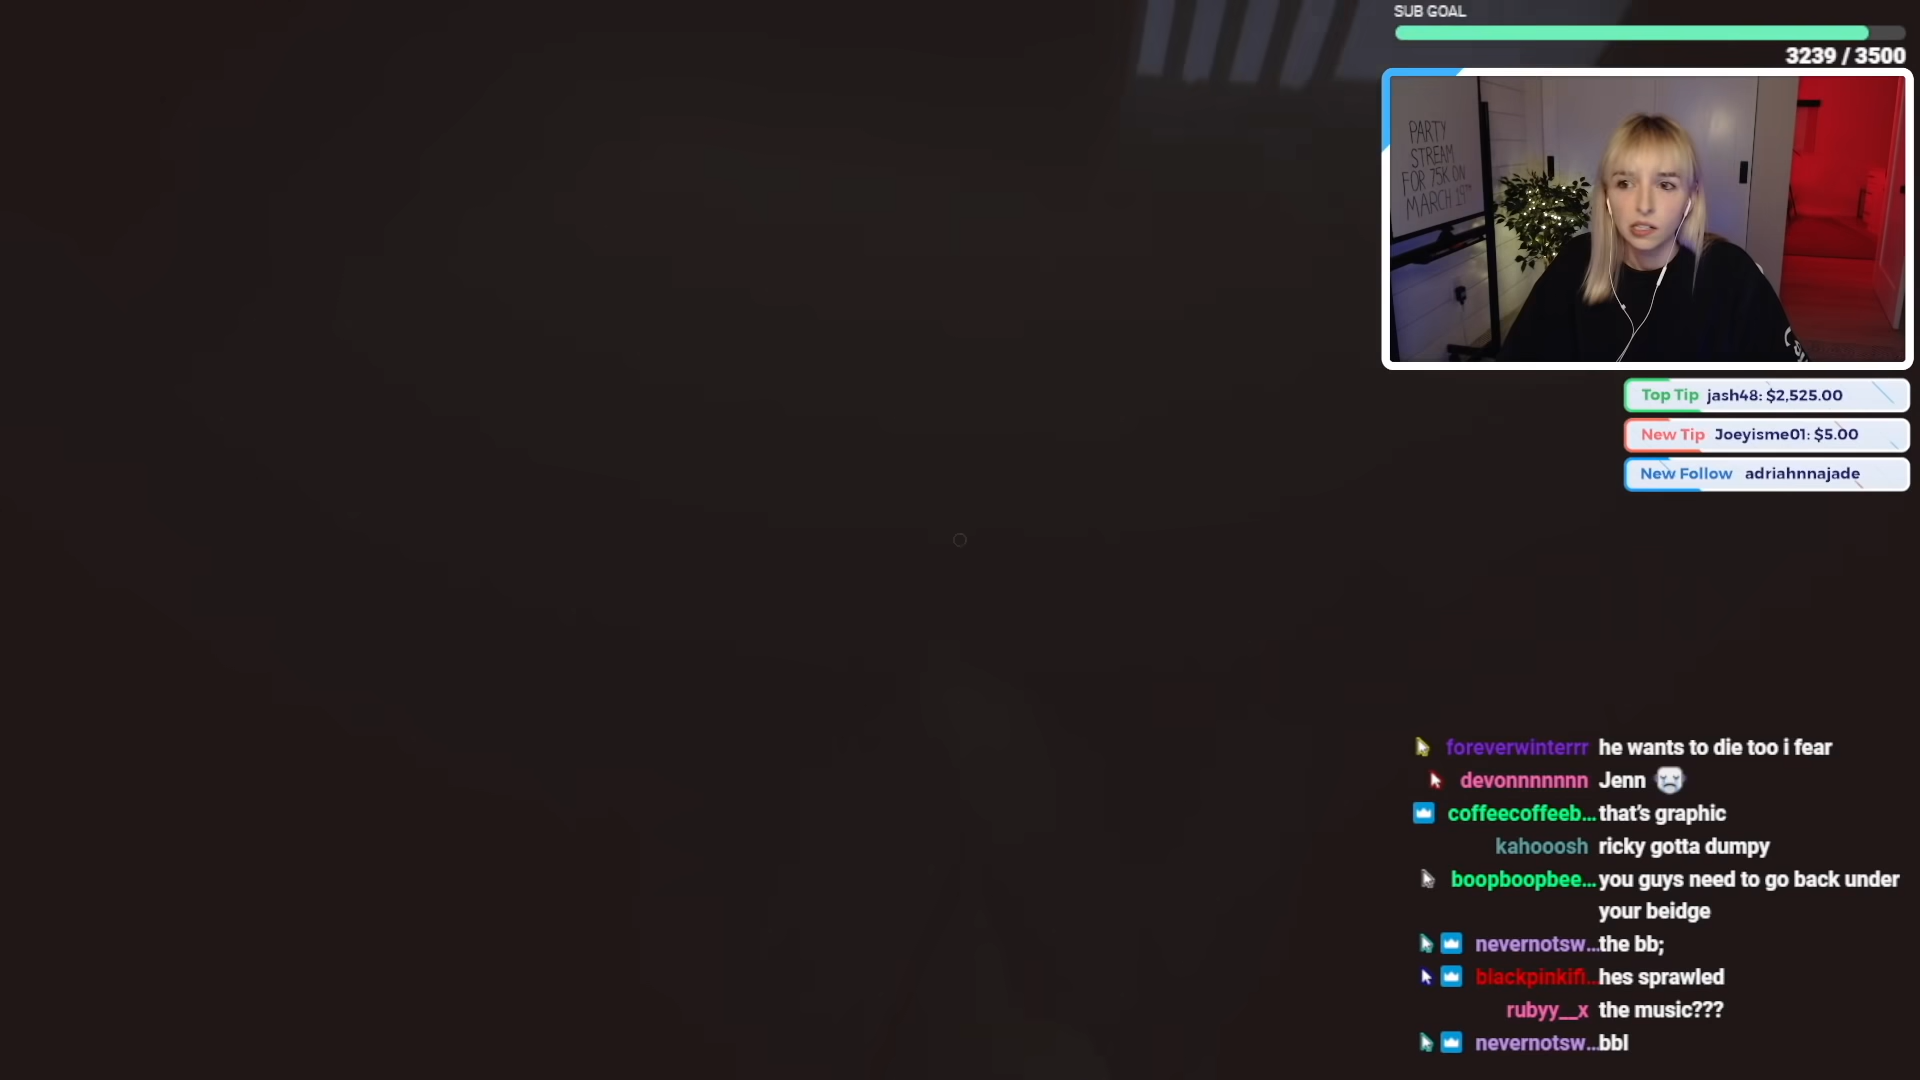 SUB GOAL
3239 / 3500
PARTY
STREAM
FOR 75K ON
MARCH 19TH
Top Tip jash48: $2,525.00
New Tip Joeyisme01: $5.00
New Follow adriahnnajade
foreverwinterrr he wants to die too i fear
devonnnnnnn Jenn
coffeecoffeeb... that's graphic
kahooosh ricky gotta dumpy
boopboopbee... you guys need to go back under
your beidge
nevernotsw... the bb;
blackpinkifi... hes sprawled
rubyy__x the music???
nevernotsw... bbl